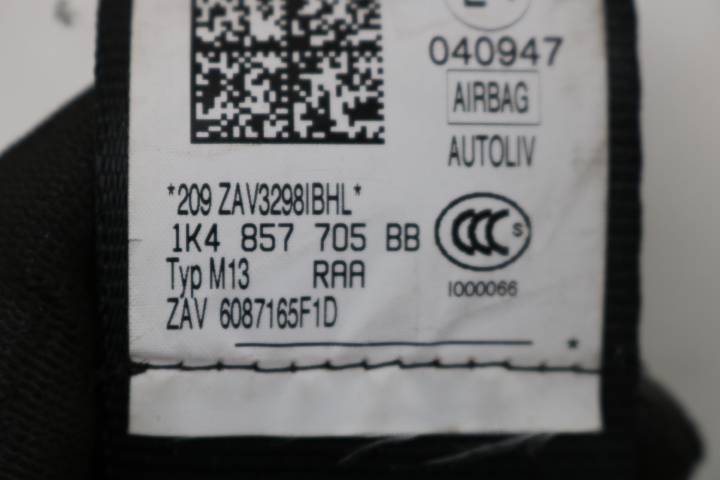 040947
AIRBAG
AUTOLIV
*209 ZAV3298IBHL*
1K4 857 705 BB
CCC S
Typ M13 RAA
I000066
ZAV 6087165F1D
*